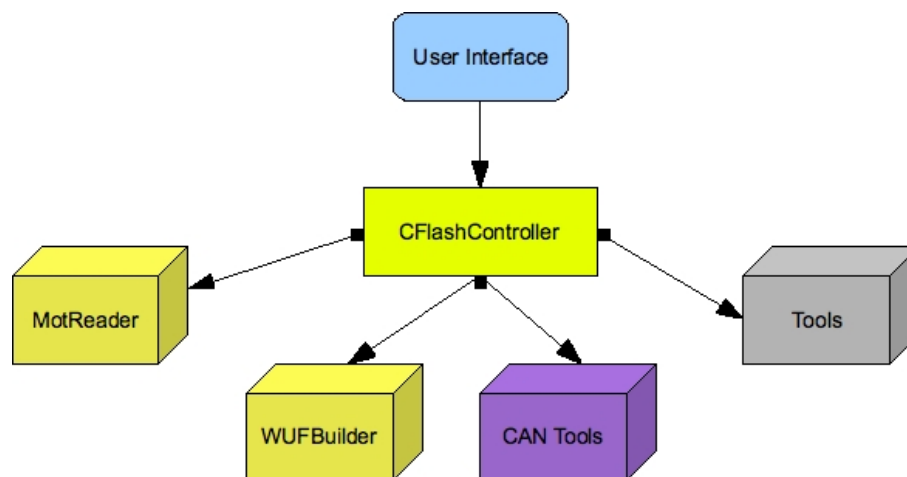 User Interface
CFlashController
MotReader
Tools
WUFBuilder
CAN Tools